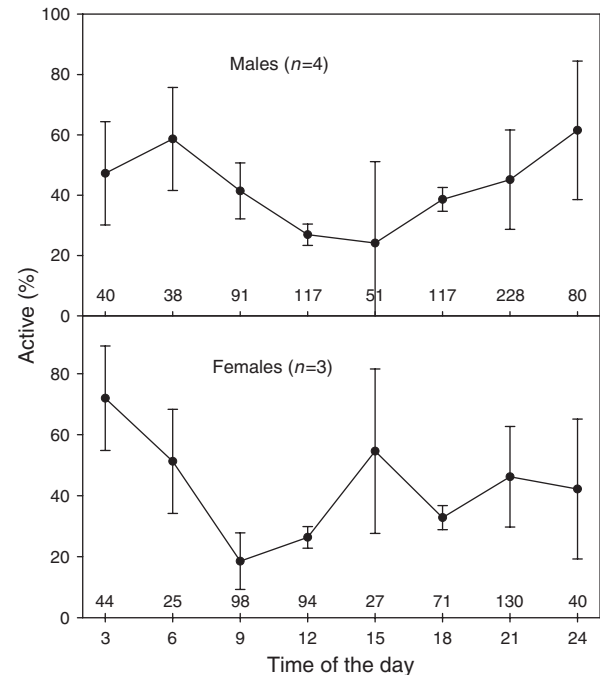 100
Males (n=4)
80
60
40
20
40 38 91 117 51 117 228 80
0
Active (%)
Females (n=3)
80
60
40
20
44 25 98 94 27 71 130 40
0
3 6 9 12 15 18 21 24
Time of the day